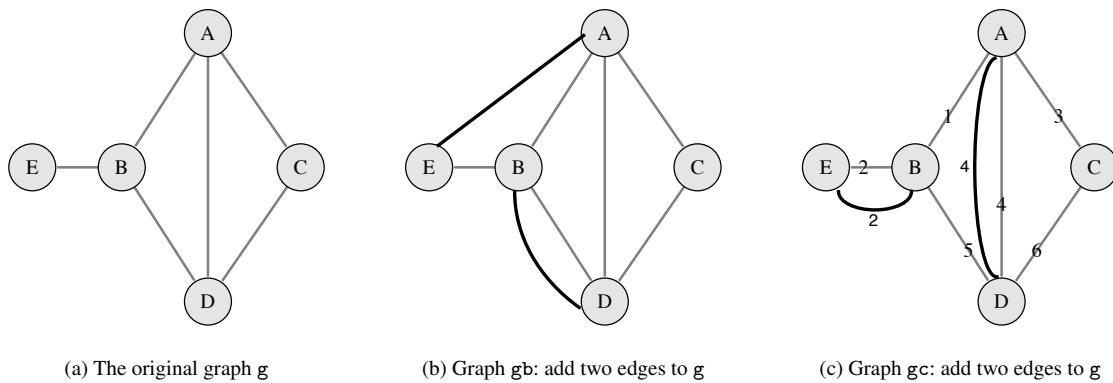 A
E
B
C
D
(a) The original graph g
A
E
B
C
D
(b) Graph gb: add two edges to g
A
1
3
E
2
B
4
C
2
4
5
6
D
(c) Graph gc: add two edges to g